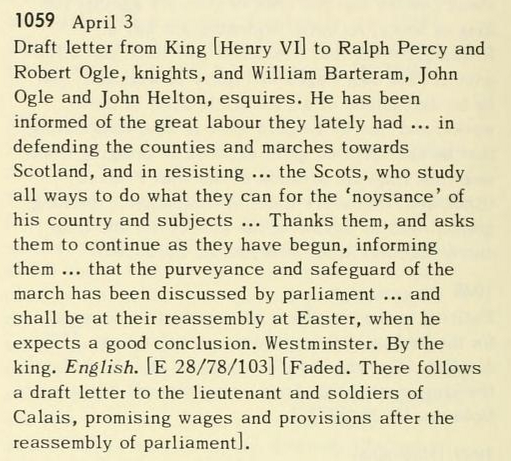 1059 April 3
Draft letter from King [Henry VI] to Ralph Percy and
Robert Ogle, knights, and William Barteram, John
Ogle and John Helton, esquires. He has been
informed of the great labour they lately had ... in
defending the counties and marches towards
Scotland, and in resisting ... the Scots, who study
all ways to do what they can for the ‘noysance’ of
his country and subjects ... Thanks them, and asks
them to continue as they have begun, informing
them ... that the purveyance and safeguard of the
march has been discussed by parliament ... and
shall be at their reassembly at Easter, when he
expects a good conclusion. Westminster. By the
king. English. [E 28/78/103] [Faded. There follows
a draft letter to the lieutenant and soldiers of
Calais, promising wages and provisions after the
reassembly of parliament].